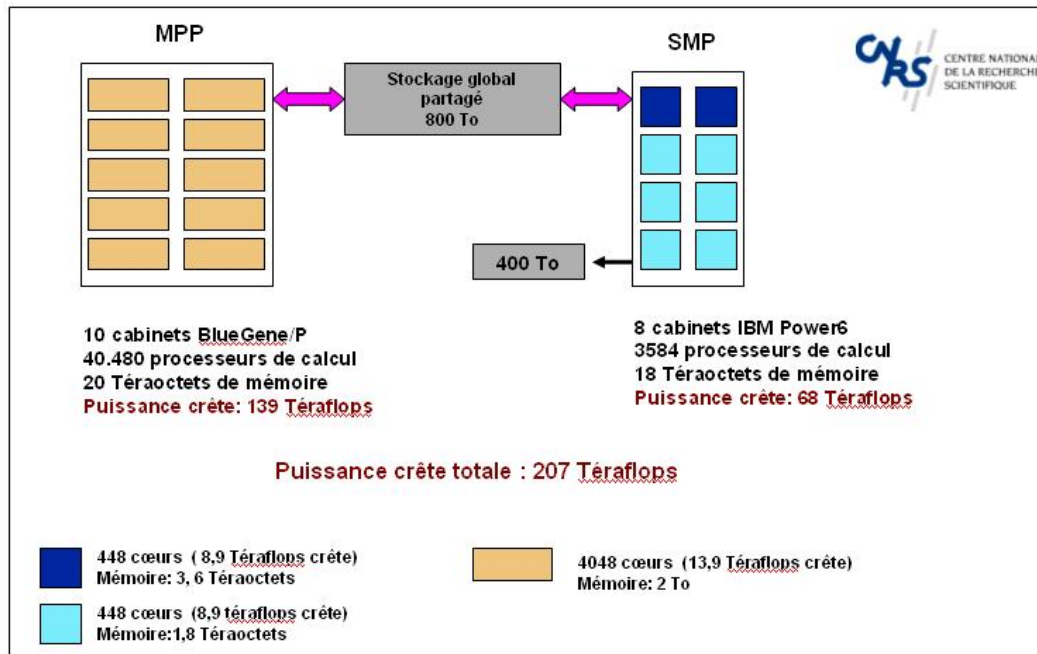 MPP
SMP
CNRS
CENTRE NATIONAL
DE LA RECHERCHE
SCIENTIFIQUE
Stockage global
partagé
800 To
400 To
10 cabinets BlueGene/P
40.480 processeurs de calcul
20 Téraoctets de mémoire
Puissance crête: 139 Téraflops
8 cabinets IBM Power6
3584 processeurs de calcul
18 Téraoctets de mémoire
Puissance crête: 68 Téraflops
Puissance crête totale : 207 Téraflops
448 cœurs ( 8,9 Téraflops crête)
Mémoire: 3, 6 Téraoctets
448 cœurs (8,9 téraflops crête)
Mémoire:1,8 Téraoctets
4048 cœurs (13,9 Téraflops crête)
Mémoire: 2 To